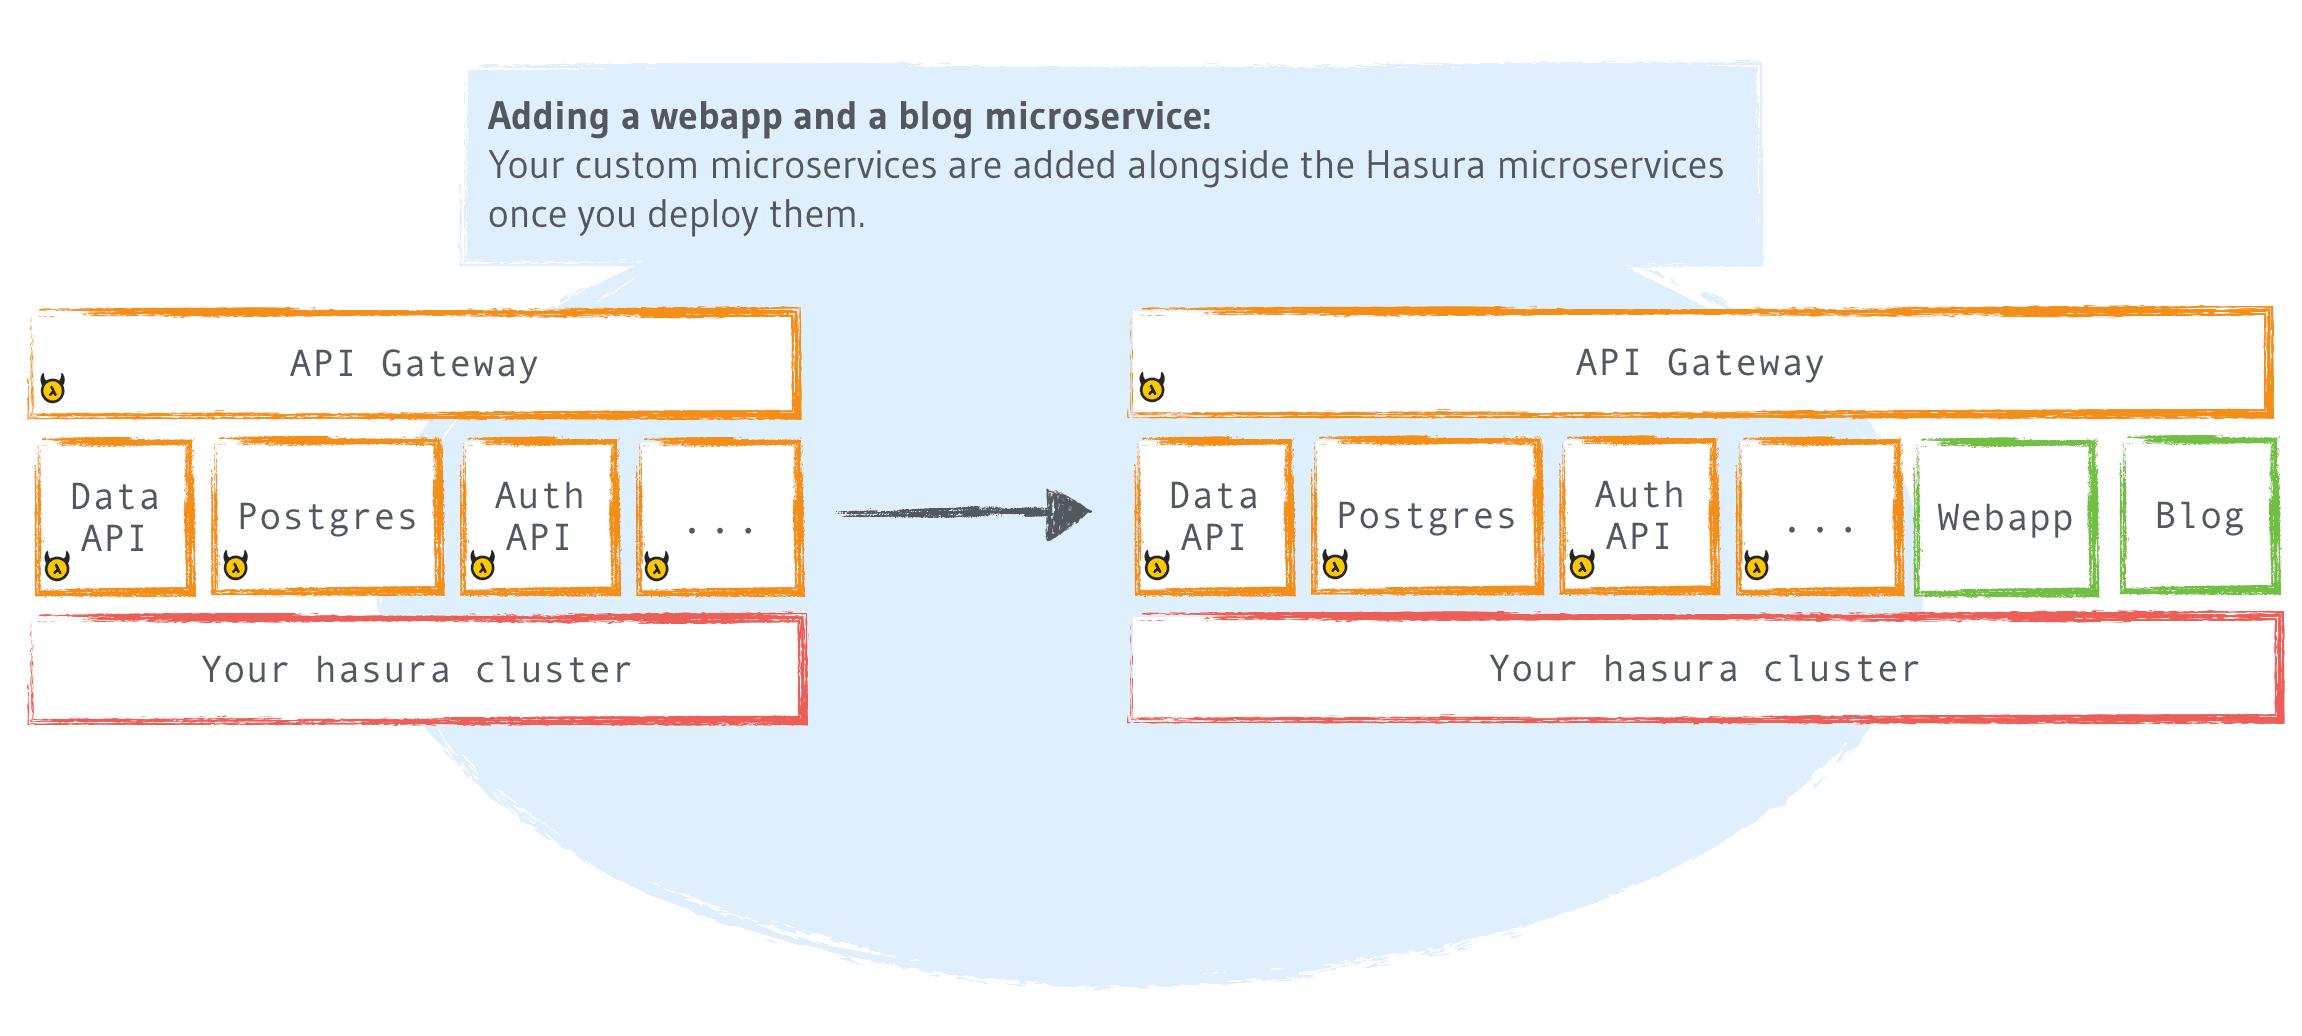 Adding a webapp and a blog microservice:
Your custom microservices are added alongside the Hasura microservices
once you deploy them.
API Gateway
Data
API
Postgres
Auth
API
...
Your hasura cluster
API Gateway
Data
API
Postgres
Auth
API
...
Webapp
Blog
Your hasura cluster